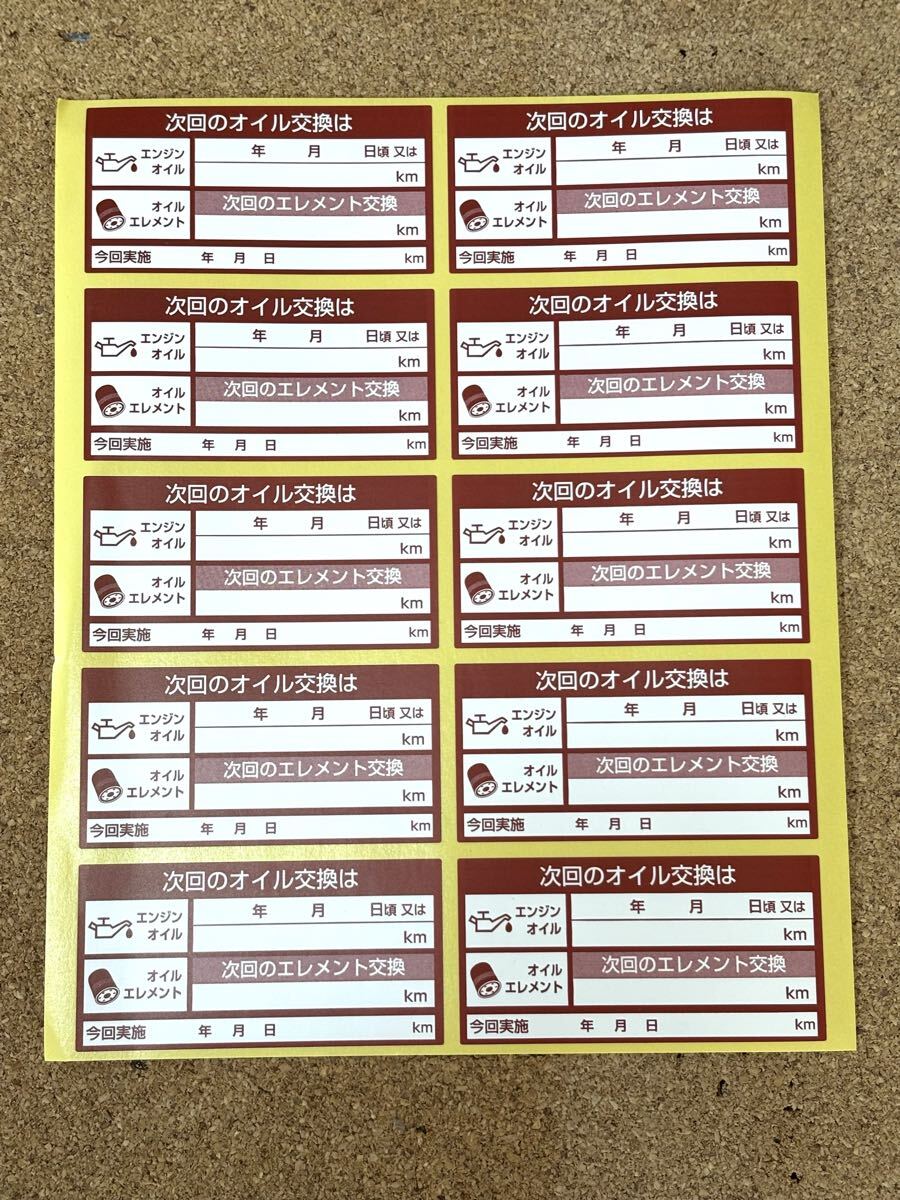 次回のオイル交換は
エンジン
オイル
年 月 日頃 又は
km
オイル
エレメント
次回のエレメント交換
km
今回実施 年 月 日 km
次回のオイル交換は
エンジン
オイル
年 月 日頃 又は
km
オイル
エレメント
次回のエレメント交換
km
今回実施 年 月 日 km
次回のオイル交換は
エンジン
オイル
年 月 日頃 又は
km
オイル
エレメント
次回のエレメント交換
km
今回実施 年 月 日 km
次回のオイル交換は
エンジン
オイル
年 月 日頃 又は
km
オイル
エレメント
次回のエレメント交換
km
今回実施 年 月 日 km
次回のオイル交換は
エンジン
オイル
年 月 日頃 又は
km
オイル
エレメント
次回のエレメント交換
km
今回実施 年 月 日 km
次回のオイル交換は
エンジン
オイル
年 月 日頃 又は
km
オイル
エレメント
次回のエレメント交換
km
今回実施 年 月 日 km
次回のオイル交換は
エンジン
オイル
年 月 日頃 又は
km
オイル
エレメント
次回のエレメント交換
km
今回実施 年 月 日 km
次回のオイル交換は
エンジン
オイル
年 月 日頃 又は
km
オイル
エレメント
次回のエレメント交換
km
今回実施 年 月 日 km
次回のオイル交換は
エンジン
オイル
年 月 日頃 又は
km
オイル
エレメント
次回のエレメント交換
km
今回実施 年 月 日 km
次回のオイル交換は
エンジン
オイル
年 月 日頃 又は
km
オイル
エレメント
次回のエレメント交換
km
今回実施 年 月 日 km